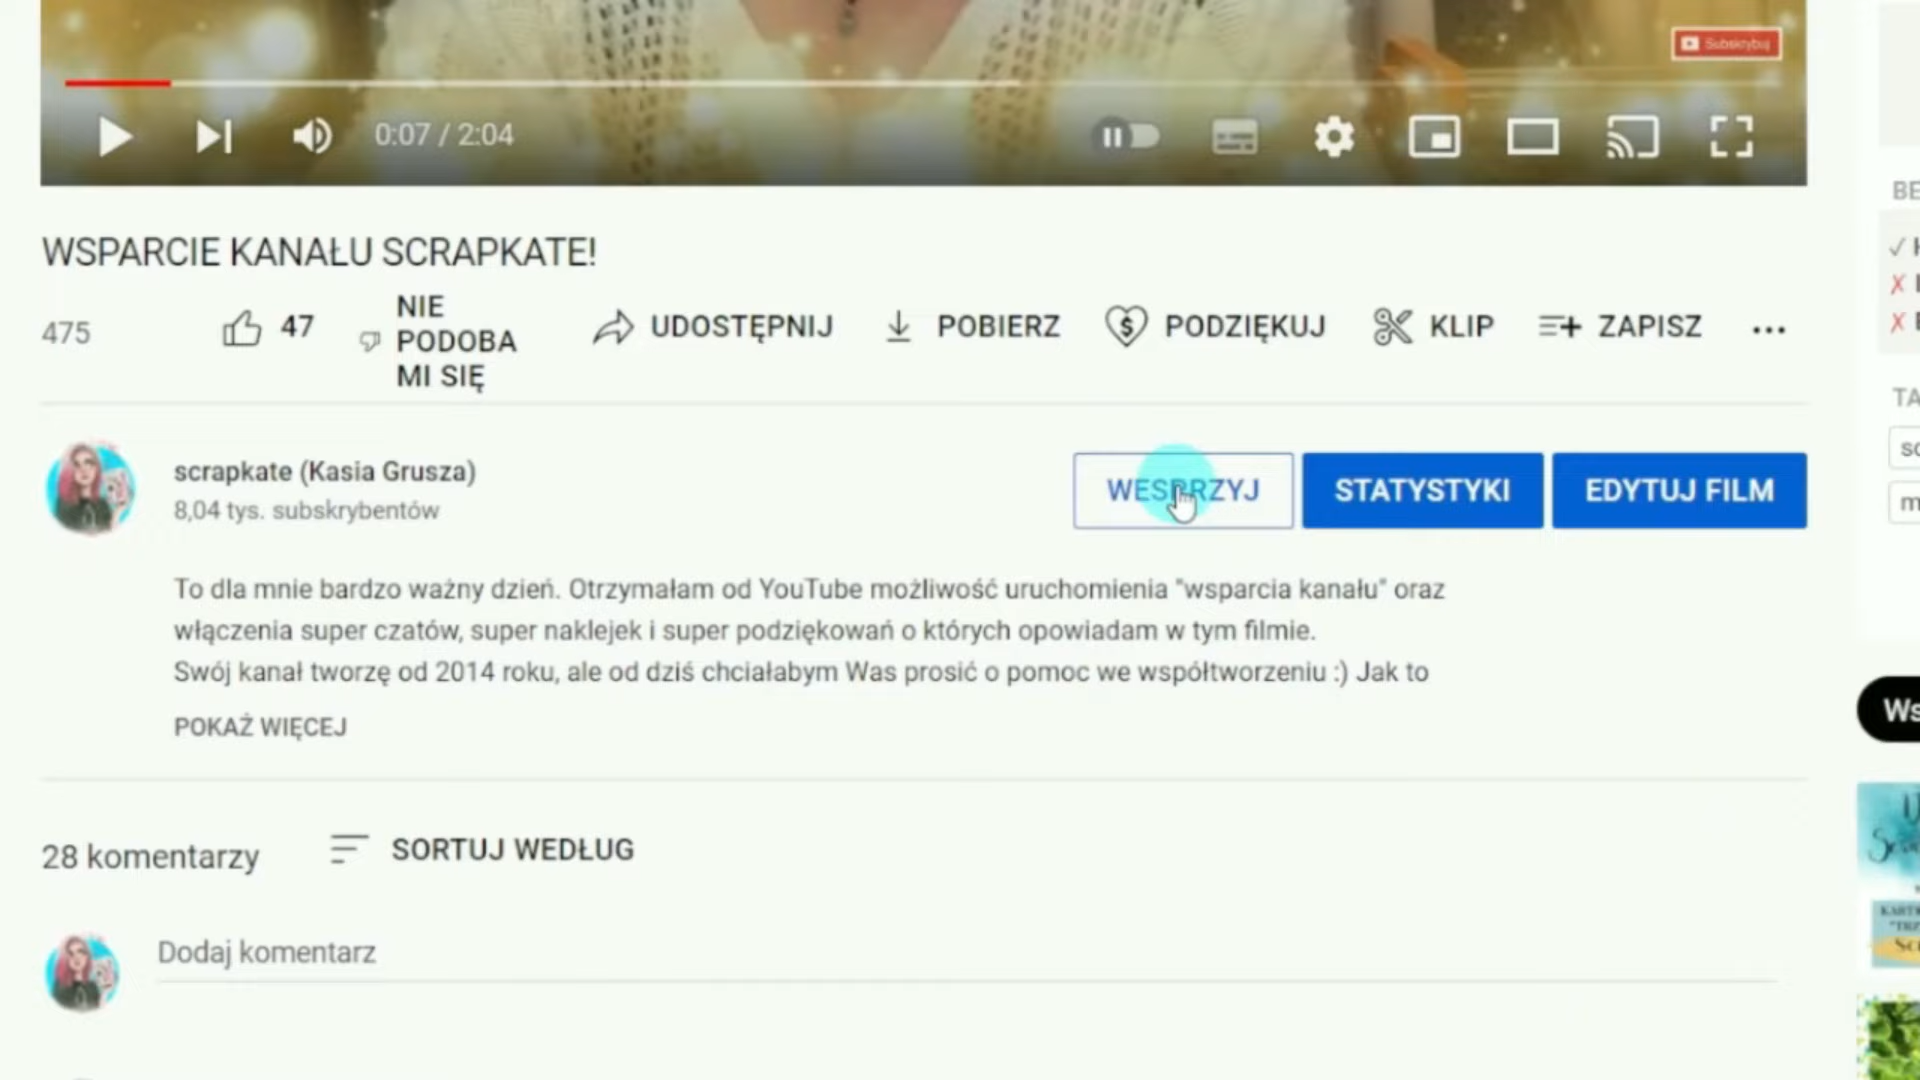 Subskrybuj
0:07 / 2:04
WSPARCIE KANAŁU SCRAPKATE!
475
47
NIE
PODOBA
MI SIĘ
UDOSTĘPNIJ
POBIERZ
PODZIĘKUJ
KLIP
ZAPISZ
scrapkate (Kasia Grusza)
8,04 tys. subskrybentów
WESPRZYJ
STATYSTYKI
EDYTUJ FILM
To dla mnie bardzo ważny dzień. Otrzymałam od YouTube możliwość uruchomienia "wsparcia kanału" oraz
włączenia super czatów, super naklejek i super podziękowań o których opowiadam w tym filmie.
Swój kanał tworzę od 2014 roku, ale od dziś chciałabym Was prosić o pomoc we współtworzeniu :) Jak to
POKAŻ WIĘCEJ
28 komentarzy
SORTUJ WEDŁUG
Dodaj komentarz